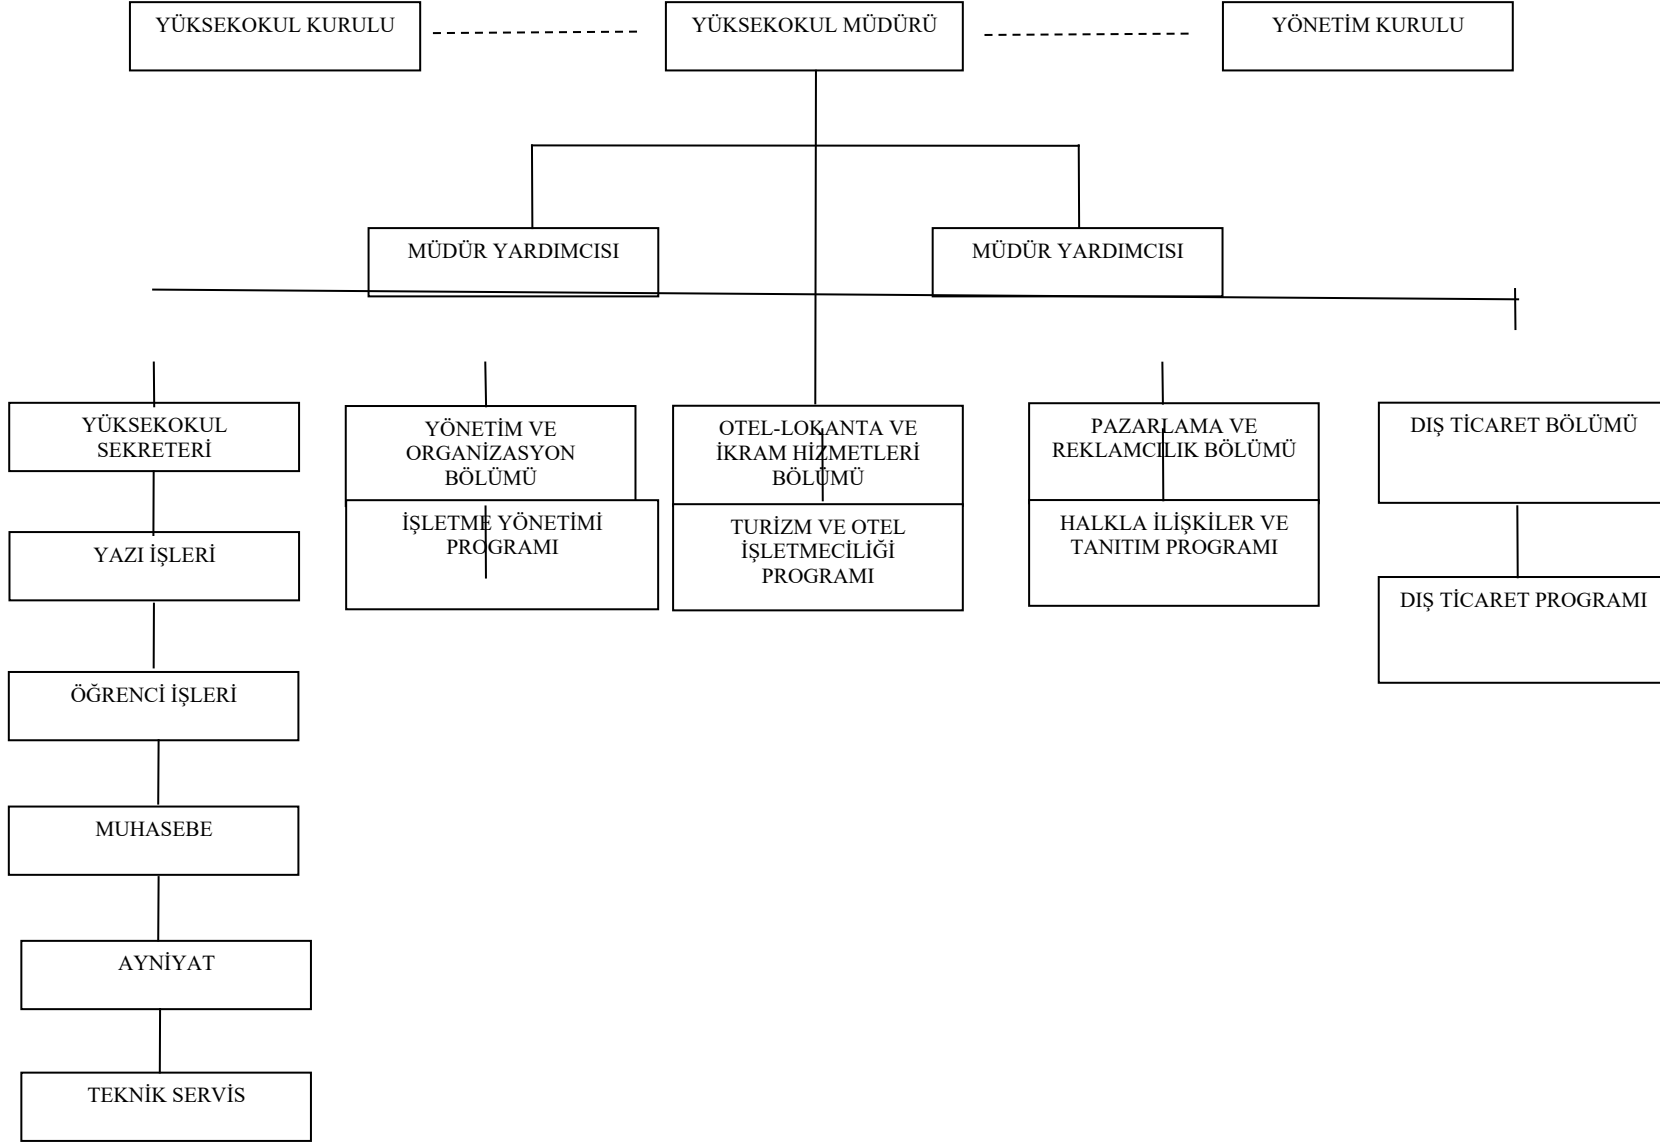 YÜKSEKOKUL KURULU
YÜKSEKOKUL MÜDÜRÜ
YÖNETİM KURULU
MÜDÜR YARDIMCISI
MÜDÜR YARDIMCISI
YÜKSEKOKUL
SEKRETERİ
YÖNETİM VE
ORGANİZASYON
BÖLÜMÜ
OTEL-LOKANTA VE
İKRAM HİZMETLERİ
BÖLÜMÜ
PAZARLAMA VE
REKLAMCILIK BÖLÜMÜ
DIŞ TİCARET BÖLÜMÜ
İŞLETME YÖNETİMİ
PROGRAMI
TURİZM VE OTEL
İŞLETMECİLİĞİ
PROGRAMI
HALKLA İLİŞKİLER VE
TANITIM PROGRAMI
DIŞ TİCARET PROGRAMI
YAZI İŞLERİ
ÖĞRENCİ İŞLERİ
MUHASEBE
AYNİYAT
TEKNİK SERVİS